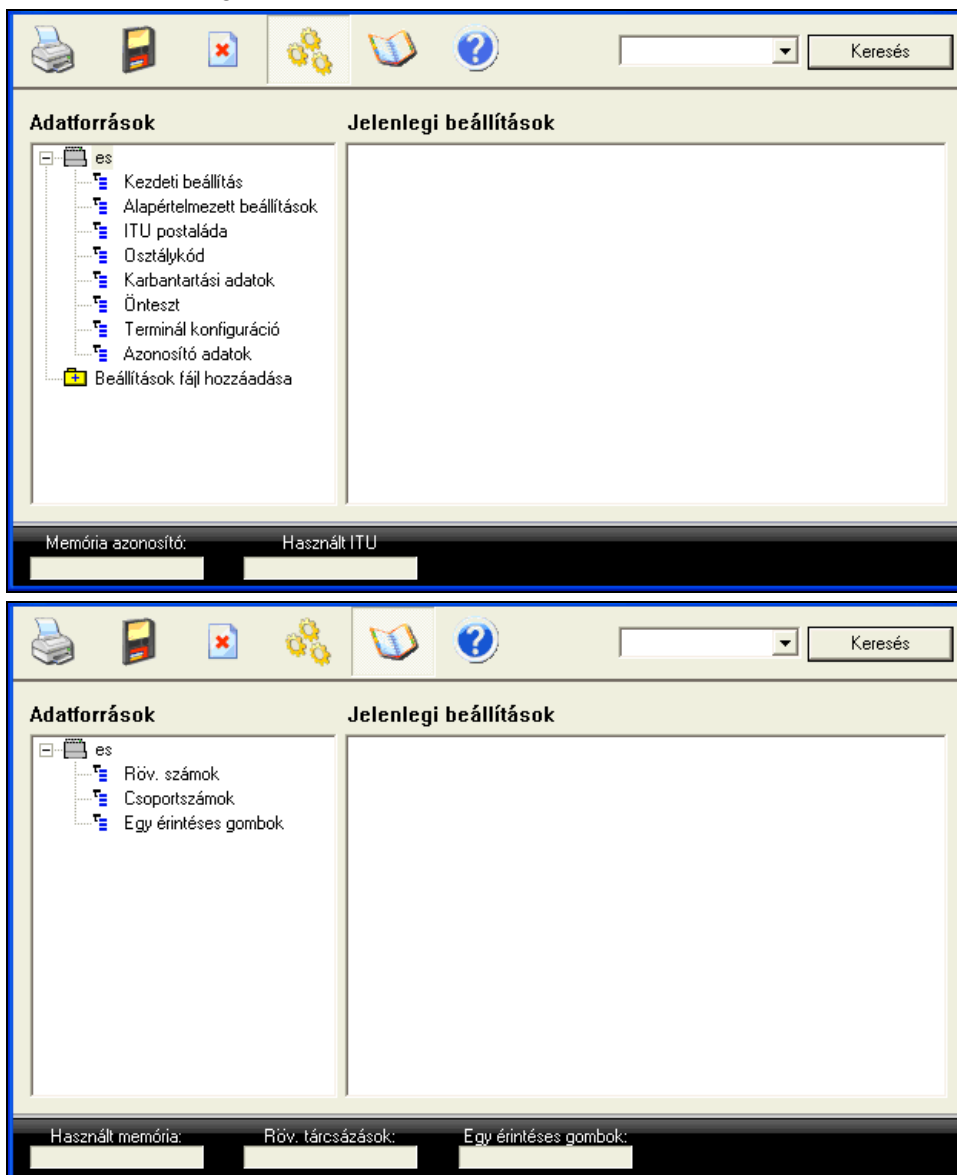 Keresés
Adatforrások
Jelenlegi beállítások
es
Kezdeti beállítás
Alapértelmezett beállítások
ITU postaláda
Osztálykód
Karbantartási adatok
Önteszt
Terminál konfiguráció
Azonosító adatok
Beállítások fájl hozzáadása
Memória azonosító:
Használt ITU
Keresés
Adatforrások
Jelenlegi beállítások
es
Röv. számok
Csoportszámok
Egy érintéses gombok
Használt memória:
Röv. tárcsázások:
Egy érintéses gombok: